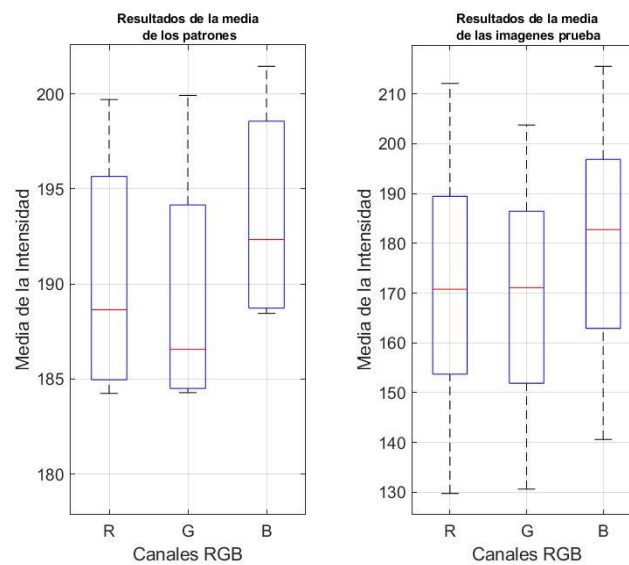 Resultados de la media
de los patrones
200
195
190
185
180
Media de la Intensidad
R G B
Canales RGB
Resultados de la media
de las imagenes prueba
210
200
190
180
170
160
150
140
130
Media de la Intensidad
R G B
Canales RGB